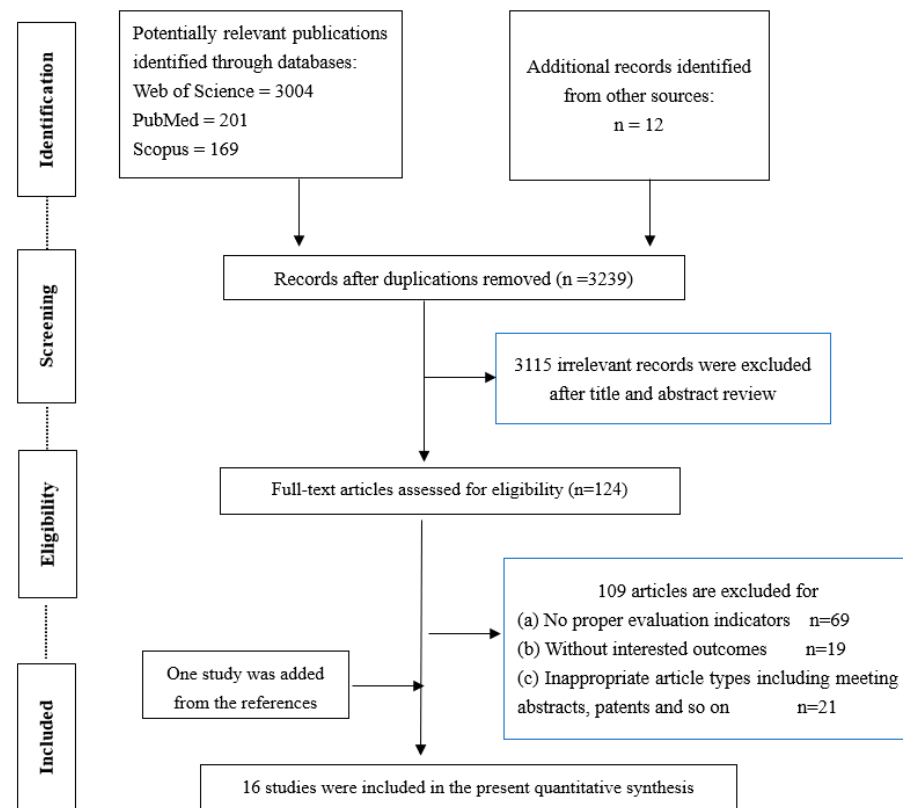 Identification
Potentially relevant publications
identified through databases:
Web of Science = 3004
PubMed = 201
Scopus = 169
Additional records identified
from other sources:
n = 12
Screening
Records after duplications removed (n =3239)
3115 irrelevant records were excluded
after title and abstract review
Eligibility
Full-text articles assessed for eligibility (n=124)
109 articles are excluded for
(a) No proper evaluation indicators n=69
(b) Without interested outcomes n=19
(c) Inappropriate article types including meeting
abstracts, patents and so on n=21
Included
One study was added
from the references
16 studies were included in the present quantitative synthesis